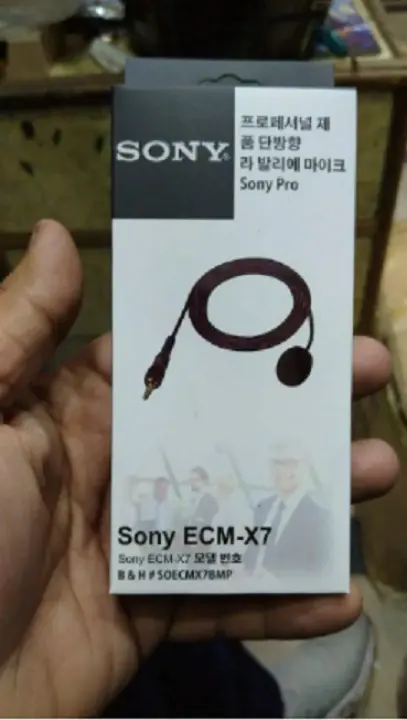 SONY
프로페셔널 제
품 단방향
라 발리에 마이크
Sony Pro
Sony ECM-X7
Sony ECM-X7 모델 번호
B & H # SOECMX7BMP